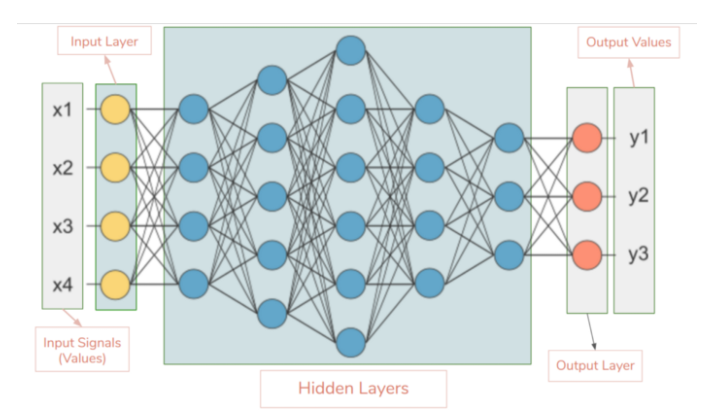 Input Layer
Output Values
x1
x2
x3
x4
y1
y2
y3
Input Signals
(Values)
Hidden Layers
Output Layer